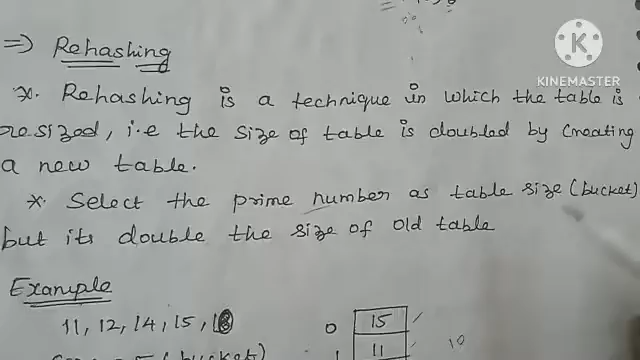 => Rehashing
K
KINEMASTER
*. Rehashing is a technique in which the table is
resized, i.e the size of table is doubled by creating
a new table.
* Select the prime number as table size (bucket)
but its double the size of old table
Example
11, 12, 14, 15,
0 15
1 11
10
(bucket)